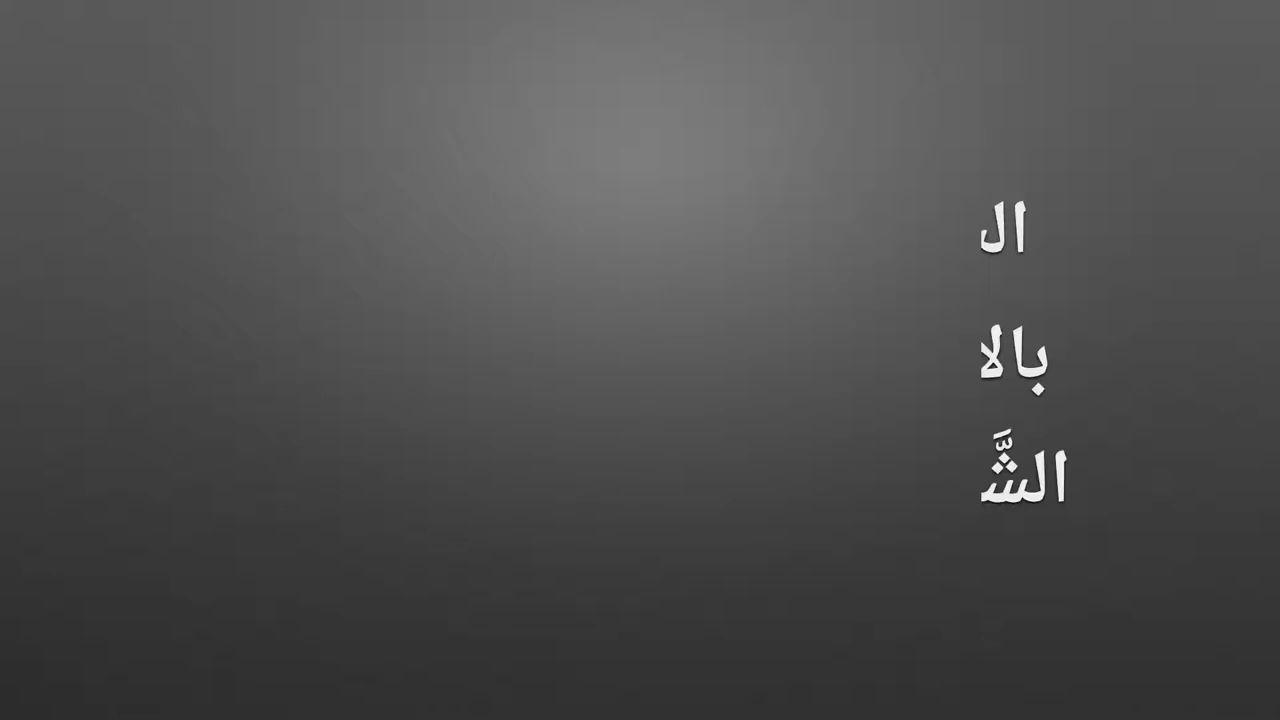 ال
بالا
الشَّ